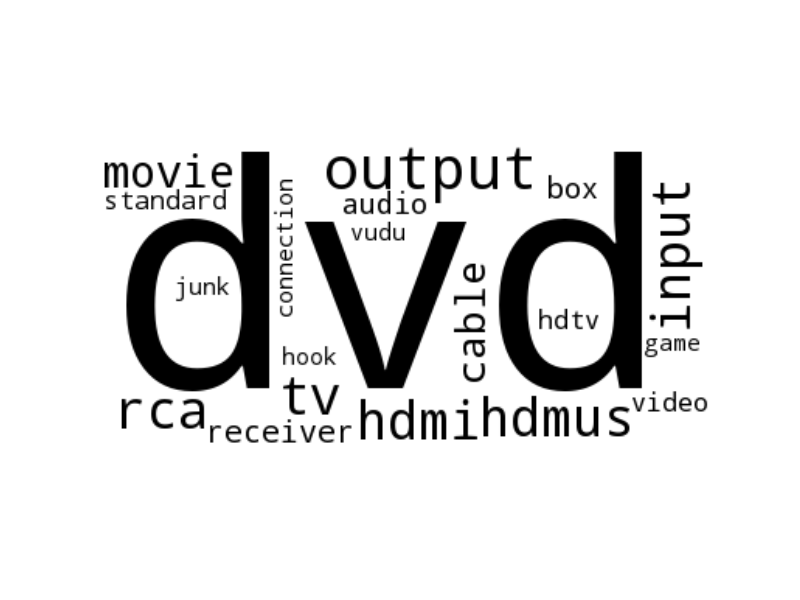 movie
output
standard
audio
box
connection
vudu
input
dvd
junk
cable
hdtv
hook
game
tv
rca
receiver
hdmi
hdmus
video